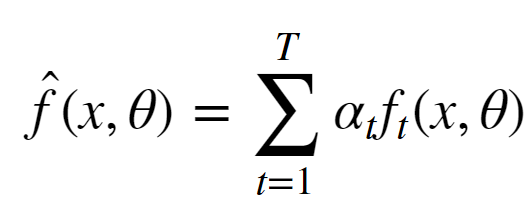 f̂(x, θ) = ∑_{t=1}^{T} α_t f_t(x, θ)